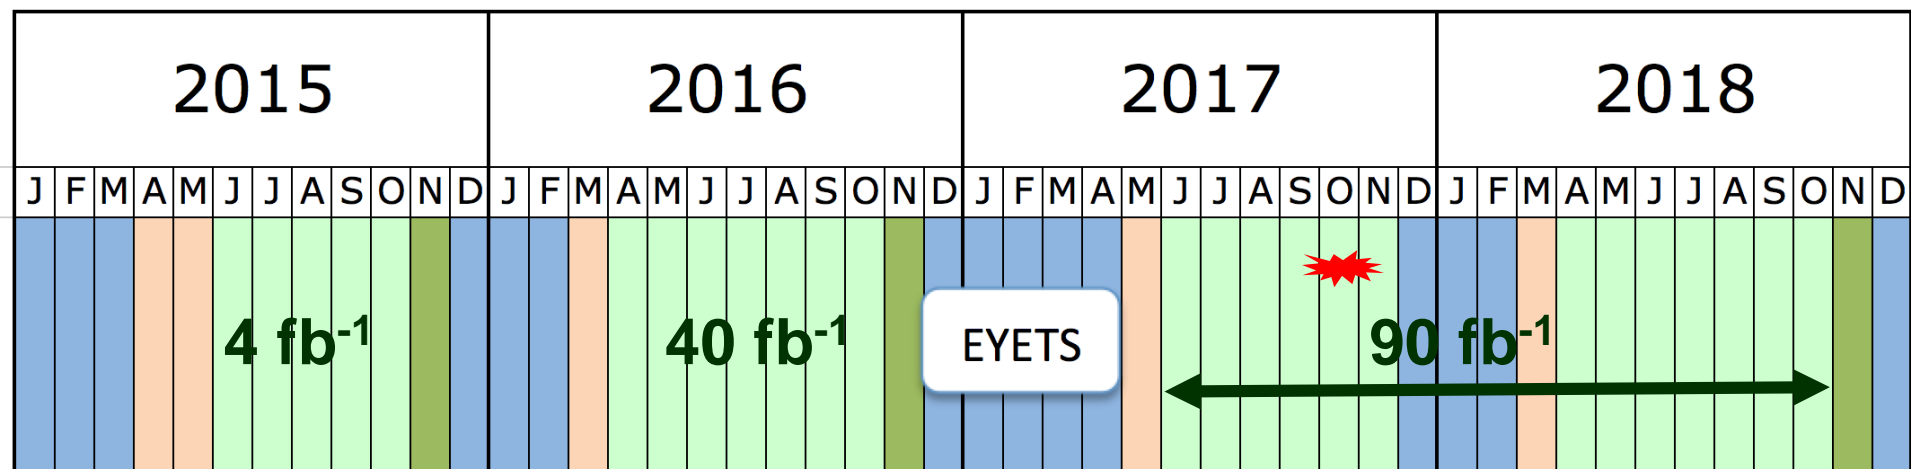 2015 2016 2017 2018
J F M A M J J A S O N D J F M A M J J A S O N D J F M A M J J A S O N D J F M A M J J A S O N D
4 fb-1 40 fb-1 EYETS 90 fb-1